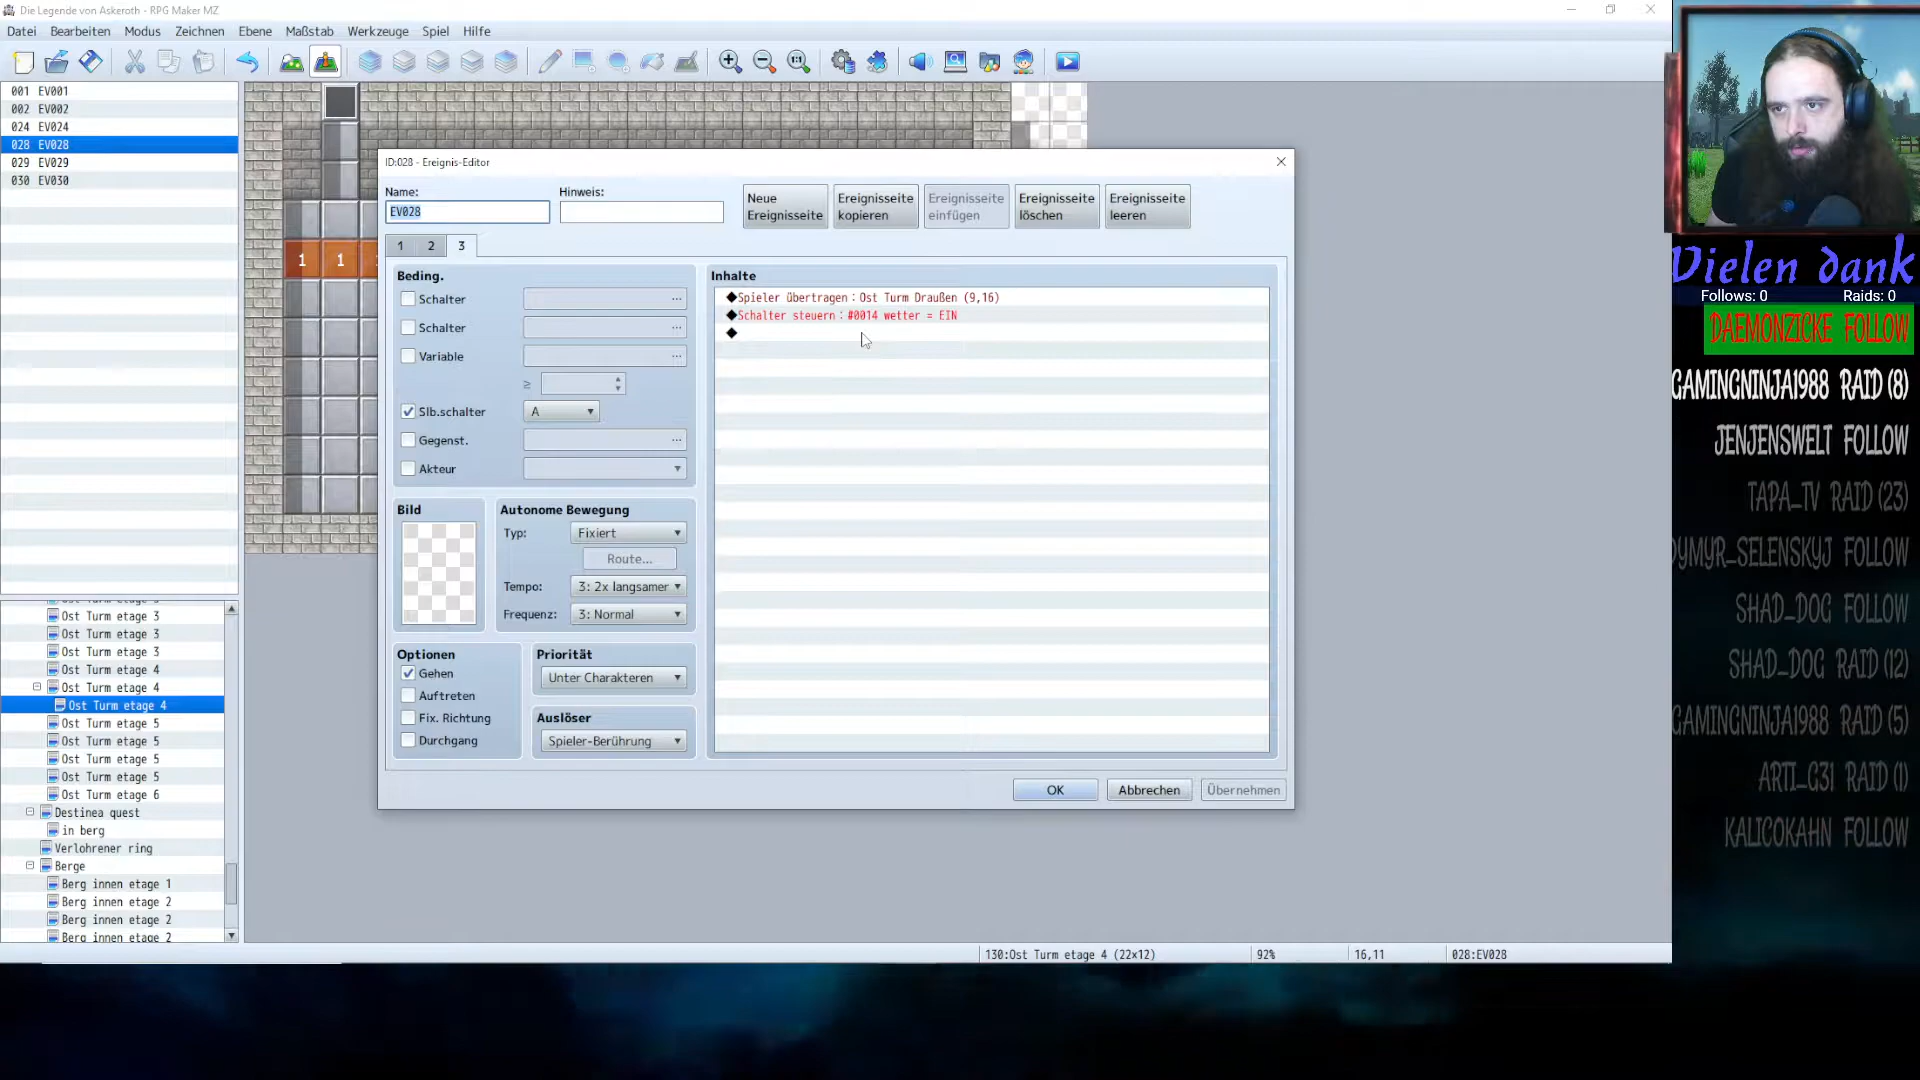 Die Legende von Askeroth - RPG Maker MZ
Datei Bearbeiten Modus Zeichnen Ebene Maßstab Werkzeuge Spiel Hilfe
001 EV001
002 EV002
024 EV024
028 EV028
029 EV029
030 EV030
1 1
ID:028 - Ereignis-Editor
Name:
EV028
Hinweis:
Neue Ereignisseite
Ereignisseite kopieren
Ereignisseite einfügen
Ereignisseite löschen
Ereignisseite leeren
1 2 3
Beding.
Schalter
Schalter
Variable
≥
Slb.schalter A
Gegenst.
Akteur
Bild
Autonome Bewegung
Typ: Fixiert
Route...
Tempo: 3: 2x langsamer
Frequenz: 3: Normal
Optionen
Gehen
Auftreten
Fix. Richtung
Durchgang
Priorität
Unter Charakteren
Auslöser
Spieler-Berührung
Inhalte
◆Spieler übertragen：Ost Turm Draußen (9,16)
◆Schalter steuern：#0014 wetter = EIN
◆
OK Abbrechen Übernehmen
Ost Turm etage 3
Ost Turm etage 3
Ost Turm etage 3
Ost Turm etage 4
Ost Turm etage 4
Ost Turm etage 4
Ost Turm etage 5
Ost Turm etage 5
Ost Turm etage 5
Ost Turm etage 5
Ost Turm etage 6
Destinea quest
in berg
Verlohrener ring
Berge
Berg innen etage 1
Berg innen etage 2
Berg innen etage 2
Berg innen etage 2
130:Ost Turm etage 4 (22×12) 92% 16,11 028:EV028
Vielen dank
Follows: 0 Raids: 0
DAEMONZICKE FOLLOW
GAMINGNINJA1988 RAID (8)
JENJENSWELT FOLLOW
TAPA_TV RAID (23)
DYMYR_SELENSKYJ FOLLOW
SHAD_DOG FOLLOW
SHAD_DOG RAID (12)
GAMINGNINJA1988 RAID (5)
ARTI_G31 RAID (1)
KALICOKAHN FOLLOW